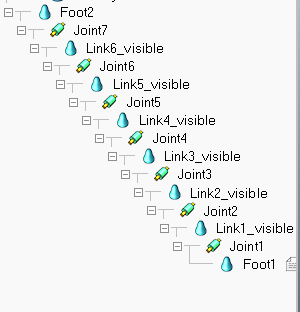 Foot2
Joint7
Link6_visible
Joint6
Link5_visible
Joint5
Link4_visible
Joint4
Link3_visible
Joint3
Link2_visible
Joint2
Link1_visible
Joint1
Foot1